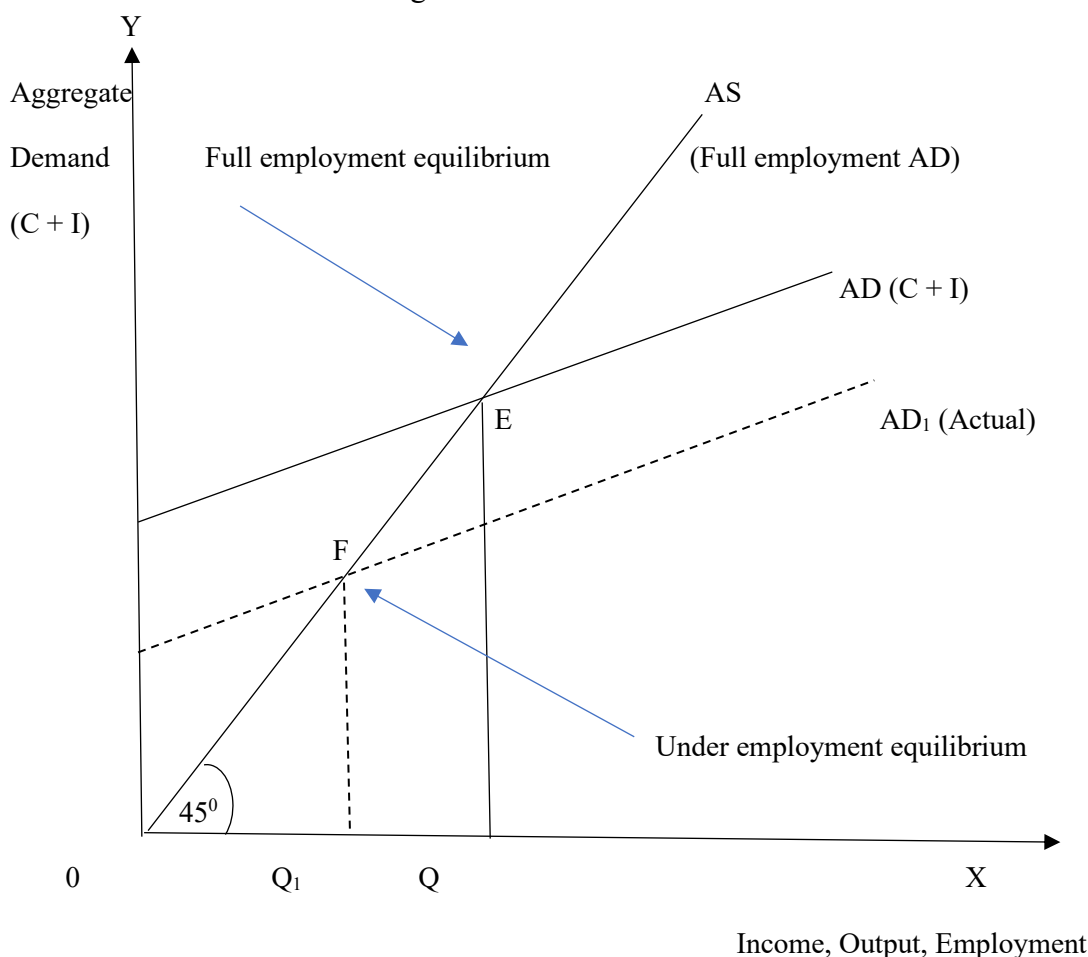 Y
Aggregate
AS
Demand
Full employment equilibrium
(Full employment AD)
(C + I)
AD (C + I)
E
AD₁ (Actual)
F
Under employment equilibrium
45⁰
0
Q₁
Q
X
Income, Output, Employment